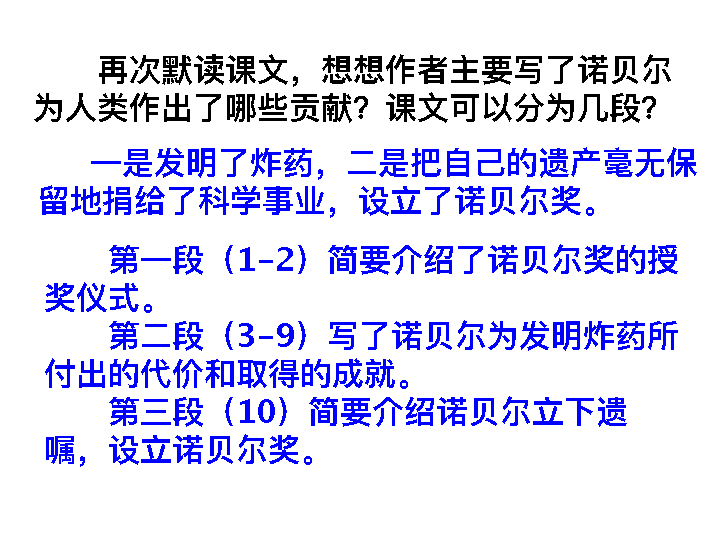 再次默读课文，想想作者主要写了诺贝尔
为人类作出了哪些贡献？课文可以分为几段？
一是发明了炸药，二是把自己的遗产毫无保
留地捐给了科学事业，设立了诺贝尔奖。
第一段（1-2）简要介绍了诺贝尔奖的授
奖仪式。
第二段（3-9）写了诺贝尔为发明炸药所
付出的代价和取得的成就。
第三段（10）简要介绍诺贝尔立下遗
嘱，设立诺贝尔奖。